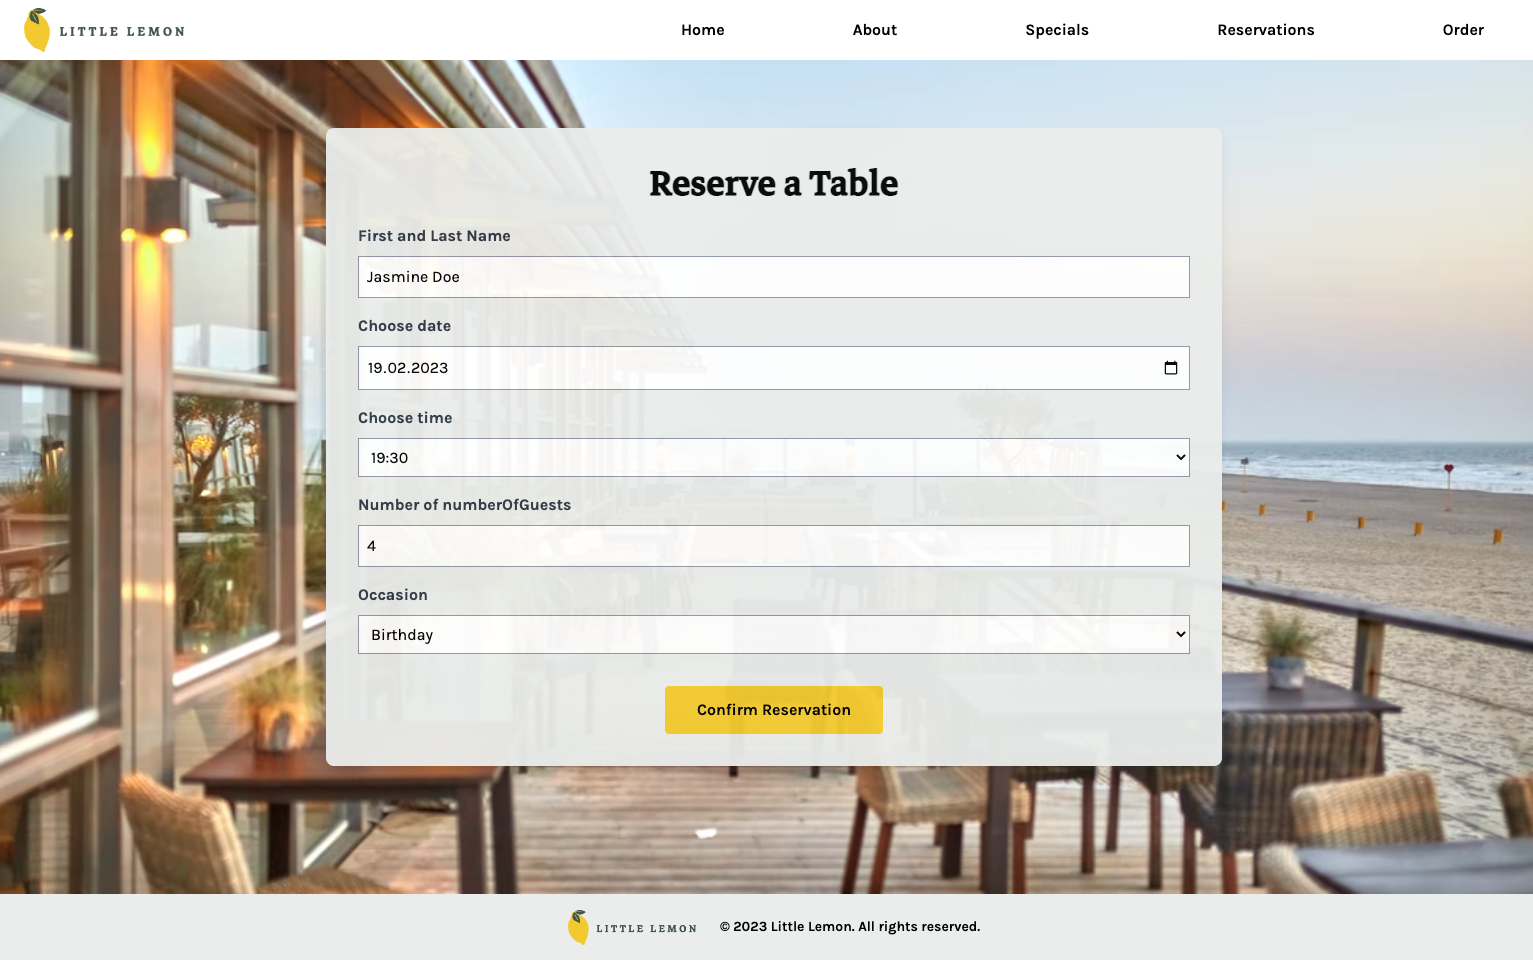 LITTLE LEMON
Home
About
Specials
Reservations
Order
Reserve a Table
First and Last Name
Jasmine Doe
Choose date
19.02.2023
Choose time
19:30
Number of numberOfGuests
4
Occasion
Birthday
Confirm Reservation
LITTLE LEMON
© 2023 Little Lemon. All rights reserved.